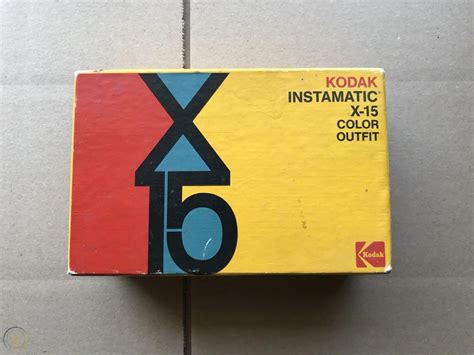 X
15
KODAK
INSTAMATIC®
X-15
COLOR
OUTFIT
Kodak